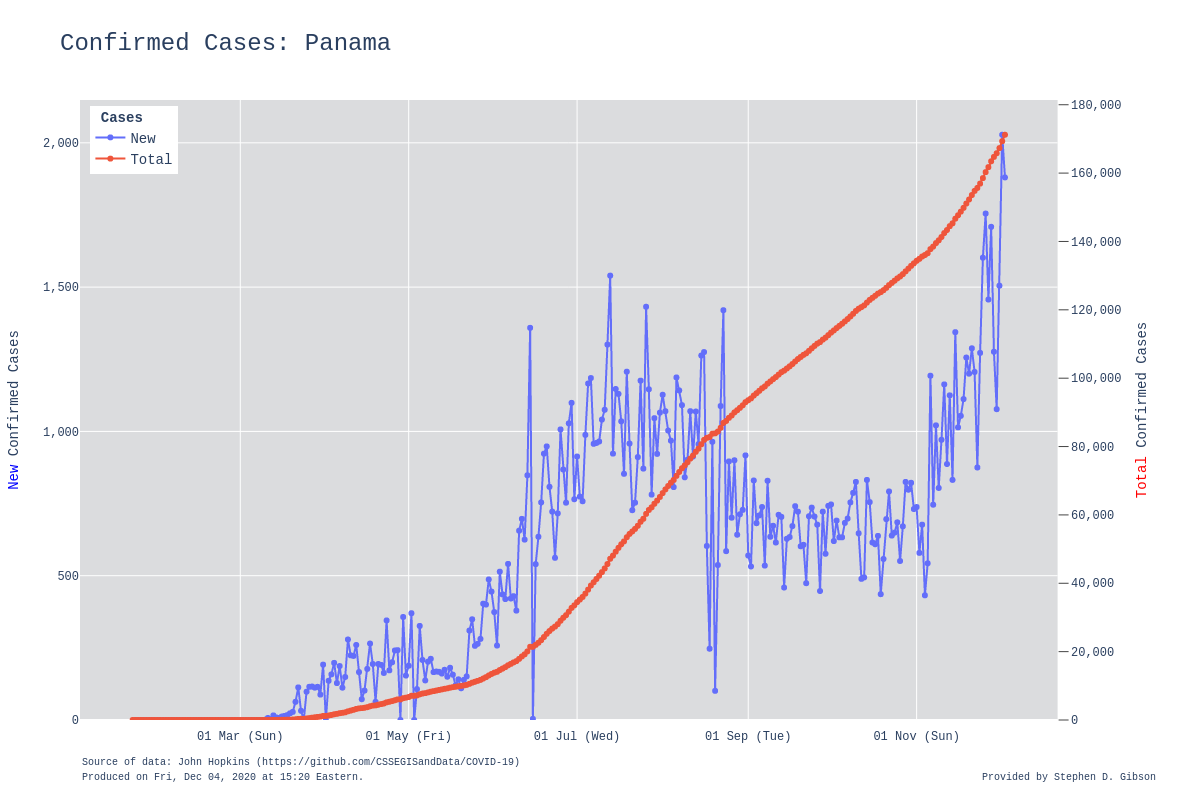 Confirmed Cases: Panama
Cases
New
Total
2,000
1,500
1,000
500
0
New Confirmed Cases
180,000
160,000
140,000
120,000
100,000
80,000
60,000
40,000
20,000
0
Total Confirmed Cases
01 Mar (Sun)
01 May (Fri)
01 Jul (Wed)
01 Sep (Tue)
01 Nov (Sun)
Source of data: John Hopkins (https://github.com/CSSEGISandData/COVID-19)
Produced on Fri, Dec 04, 2020 at 15:20 Eastern.
Provided by Stephen D. Gibson